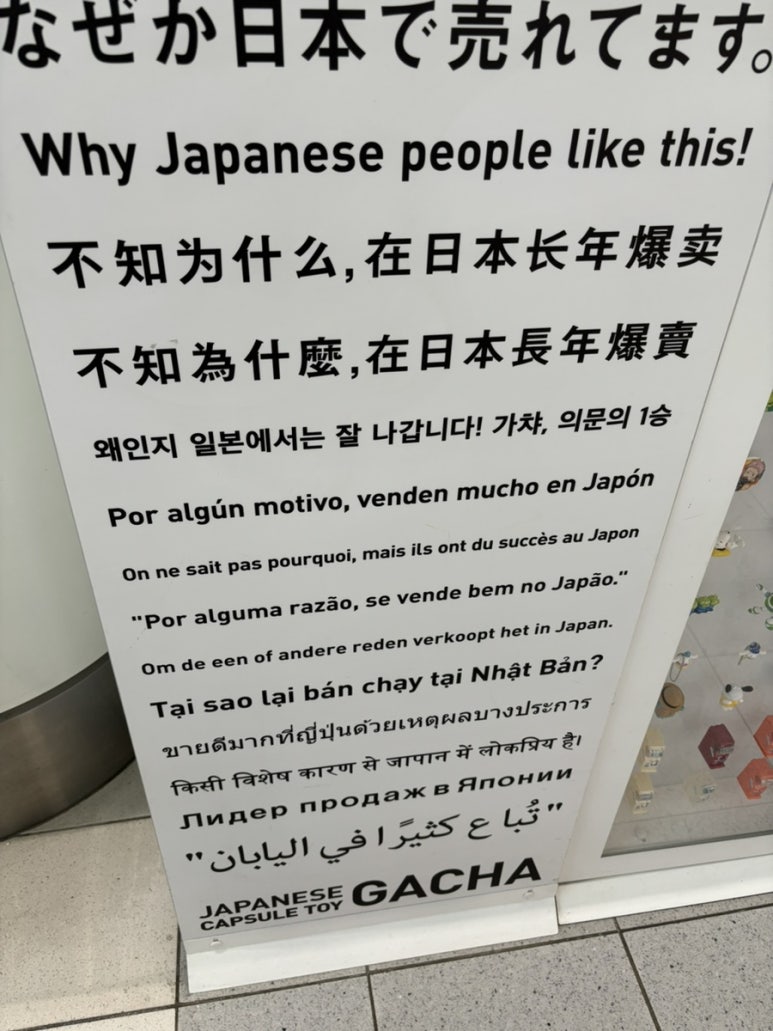 なぜか日本で売れてます。
Why Japanese people like this!
不知为什么,在日本长年爆卖
不知為什麼,在日本長年爆賣
왜인지 일본에서는 잘 나갑니다! 가챠, 의문의 1승
Por algún motivo, venden mucho en Japón
On ne sait pas pourquoi, mais ils ont du succès au Japon
"Por alguma razão, se vende bem no Japão."
Om de een of andere reden verkoopt het in Japan.
Tại sao lại bán chạy tại Nhật Bản?
ขายดีมากที่ญี่ปุ่นด้วยเหตุผลบางประการ
किसी विशेष कारण से जापान में लोकप्रिय है।
Лидер продаж в Японии
"تُبا ع كثيرًا في اليابان"
JAPANESE CAPSULE TOY GACHA